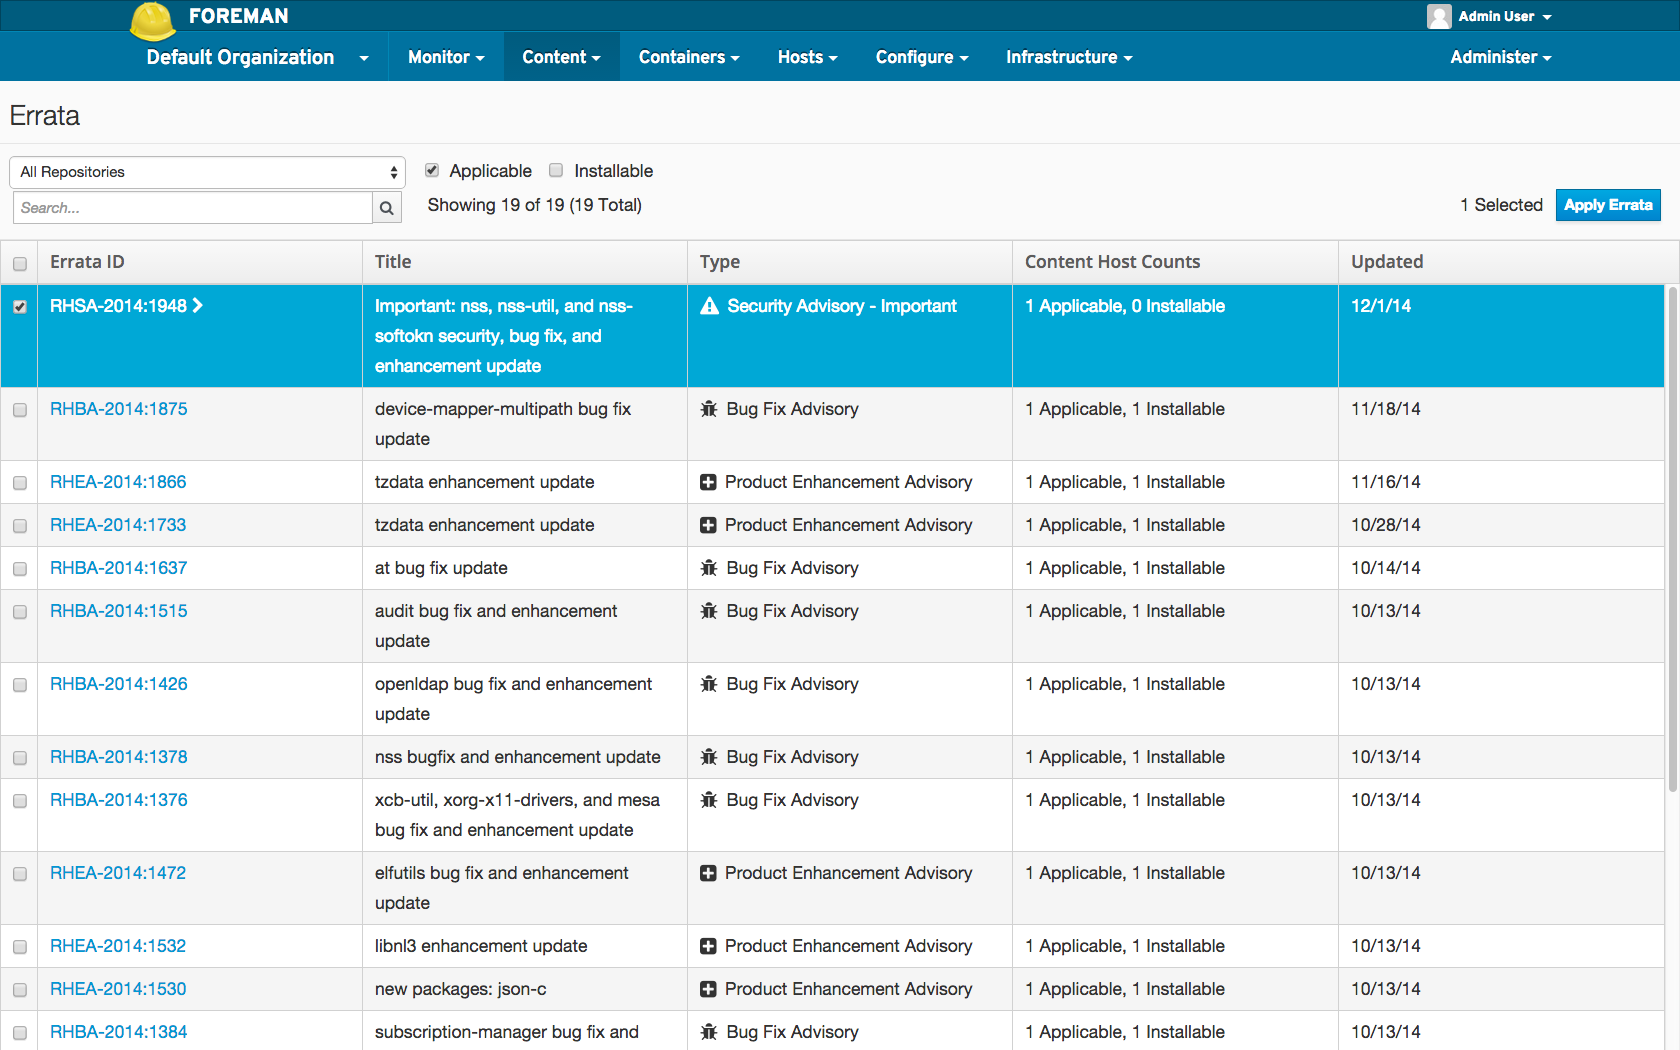 FOREMAN
Admin User
Default Organization
Monitor
Content
Containers
Hosts
Configure
Infrastructure
Administer
Errata
All Repositories
Applicable
Installable
Search...
Showing 19 of 19 (19 Total)
1 Selected
Apply Errata
Errata ID
Title
Type
Content Host Counts
Updated
RHSA-2014:1948
Important: nss, nss-util, and nss-
softokn security, bug fix, and
enhancement update
Security Advisory - Important
1 Applicable, 0 Installable
12/1/14
RHBA-2014:1875
device-mapper-multipath bug fix
update
Bug Fix Advisory
1 Applicable, 1 Installable
11/18/14
RHEA-2014:1866
tzdata enhancement update
Product Enhancement Advisory
1 Applicable, 1 Installable
11/16/14
RHEA-2014:1733
tzdata enhancement update
Product Enhancement Advisory
1 Applicable, 1 Installable
10/28/14
RHBA-2014:1637
at bug fix update
Bug Fix Advisory
1 Applicable, 1 Installable
10/14/14
RHBA-2014:1515
audit bug fix and enhancement
update
Bug Fix Advisory
1 Applicable, 1 Installable
10/13/14
RHBA-2014:1426
openldap bug fix and enhancement
update
Bug Fix Advisory
1 Applicable, 1 Installable
10/13/14
RHBA-2014:1378
nss bugfix and enhancement update
Bug Fix Advisory
1 Applicable, 1 Installable
10/13/14
RHBA-2014:1376
xcb-util, xorg-x11-drivers, and mesa
bug fix and enhancement update
Bug Fix Advisory
1 Applicable, 1 Installable
10/13/14
RHEA-2014:1472
elfutils bug fix and enhancement
update
Product Enhancement Advisory
1 Applicable, 1 Installable
10/13/14
RHEA-2014:1532
libnl3 enhancement update
Product Enhancement Advisory
1 Applicable, 1 Installable
10/13/14
RHEA-2014:1530
new packages: json-c
Product Enhancement Advisory
1 Applicable, 1 Installable
10/13/14
RHBA-2014:1384
subscription-manager bug fix and
Bug Fix Advisory
1 Applicable, 1 Installable
10/13/14